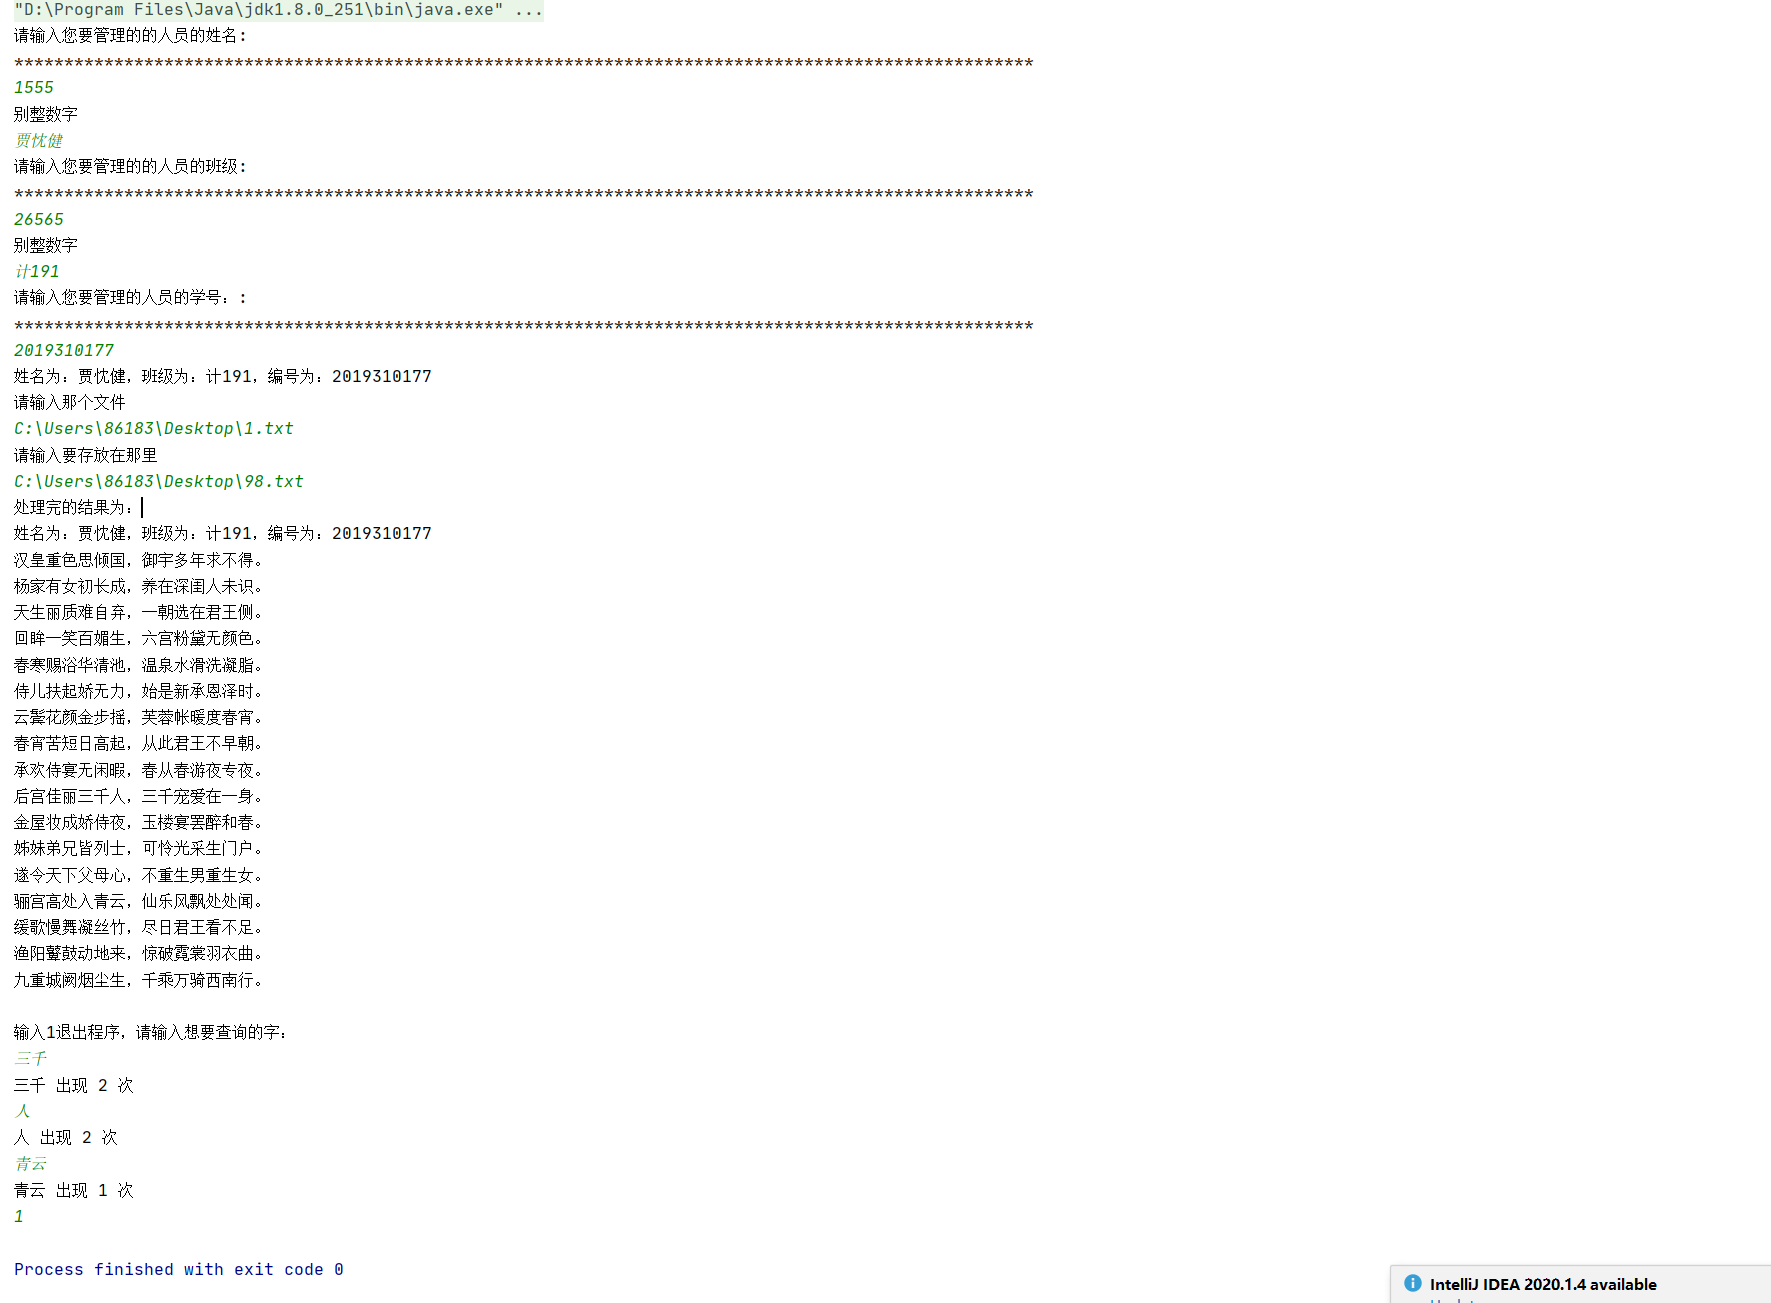 "D:\Program Files\Java\jdk1.8.0_251\bin\java.exe" ...
请输入您要管理的的人员的姓名:
******************************************************************************************************
1555
别整数字
贾忱健
请输入您要管理的的人员的班级:
******************************************************************************************************
26565
别整数字
计191
请输入您要管理的人员的学号：:
******************************************************************************************************
2019310177
姓名为：贾忱健，班级为：计191，编号为：2019310177
请输入那个文件
C:\Users\86183\Desktop\1.txt
请输入要存放在那里
C:\Users\86183\Desktop\98.txt
处理完的结果为：
姓名为：贾忱健，班级为：计191，编号为：2019310177
汉皇重色思倾国，御宇多年求不得。
杨家有女初长成，养在深闺人未识。
天生丽质难自弃，一朝选在君王侧。
回眸一笑百媚生，六宫粉黛无颜色。
春寒赐浴华清池，温泉水滑洗凝脂。
侍儿扶起娇无力，始是新承恩泽时。
云鬓花颜金步摇，芙蓉帐暖度春宵。
春宵苦短日高起，从此君王不早朝。
承欢侍宴无闲暇，春从春游夜专夜。
后宫佳丽三千人，三千宠爱在一身。
金屋妆成娇侍夜，玉楼宴罢醉和春。
姊妹弟兄皆列士，可怜光采生门户。
遂令天下父母心，不重生男重生女。
骊宫高处入青云，仙乐风飘处处闻。
缓歌慢舞凝丝竹，尽日君王看不足。
渔阳鼙鼓动地来，惊破霓裳羽衣曲。
九重城阙烟尘生，千乘万骑西南行。
输入1退出程序，请输入想要查询的字：
三千
三千 出现 2 次
人
人 出现 2 次
青云
青云 出现 1 次
1
Process finished with exit code 0
IntelliJ IDEA 2020.1.4 available